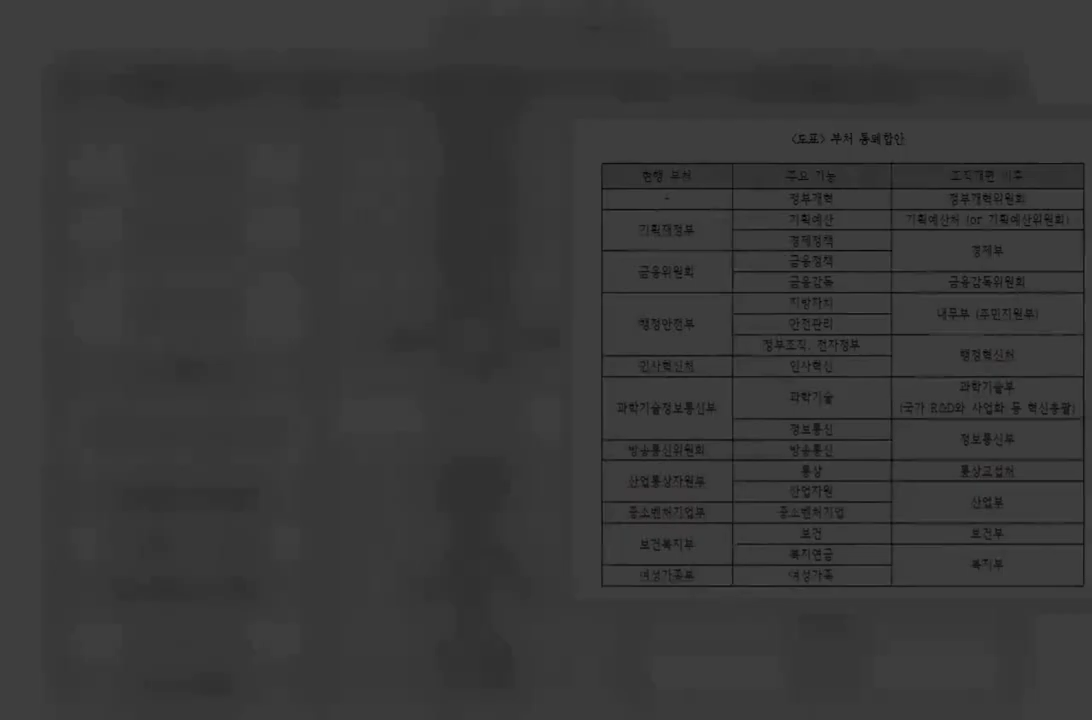 <도표> 부처 통폐합안
현행 부처 주요 기능 조직개편 이후
- 정부개혁 정부개혁위원회
기획재정부 기획예산 기획예산처 (or 기획예산위원회)
경제정책 경제부
금융위원회 금융정책
금융감독 금융감독위원회
행정안전부 지방자치 내무부 (주민지원부)
안전관리
정부조직, 전자정부 행정혁신처
인사혁신처 인사혁신
과학기술정보통신부 과학기술 과학기술부
(국가 R&D와 사업화 등 혁신총괄)
정보통신 정보통신부
방송통신위원회 방송통신
산업통상자원부 통상 통상교섭처
산업자원 산업부
중소벤처기업부 중소벤처기업
보건복지부 보건 보건부
복지연금 복지부
여성가족부 여성가족